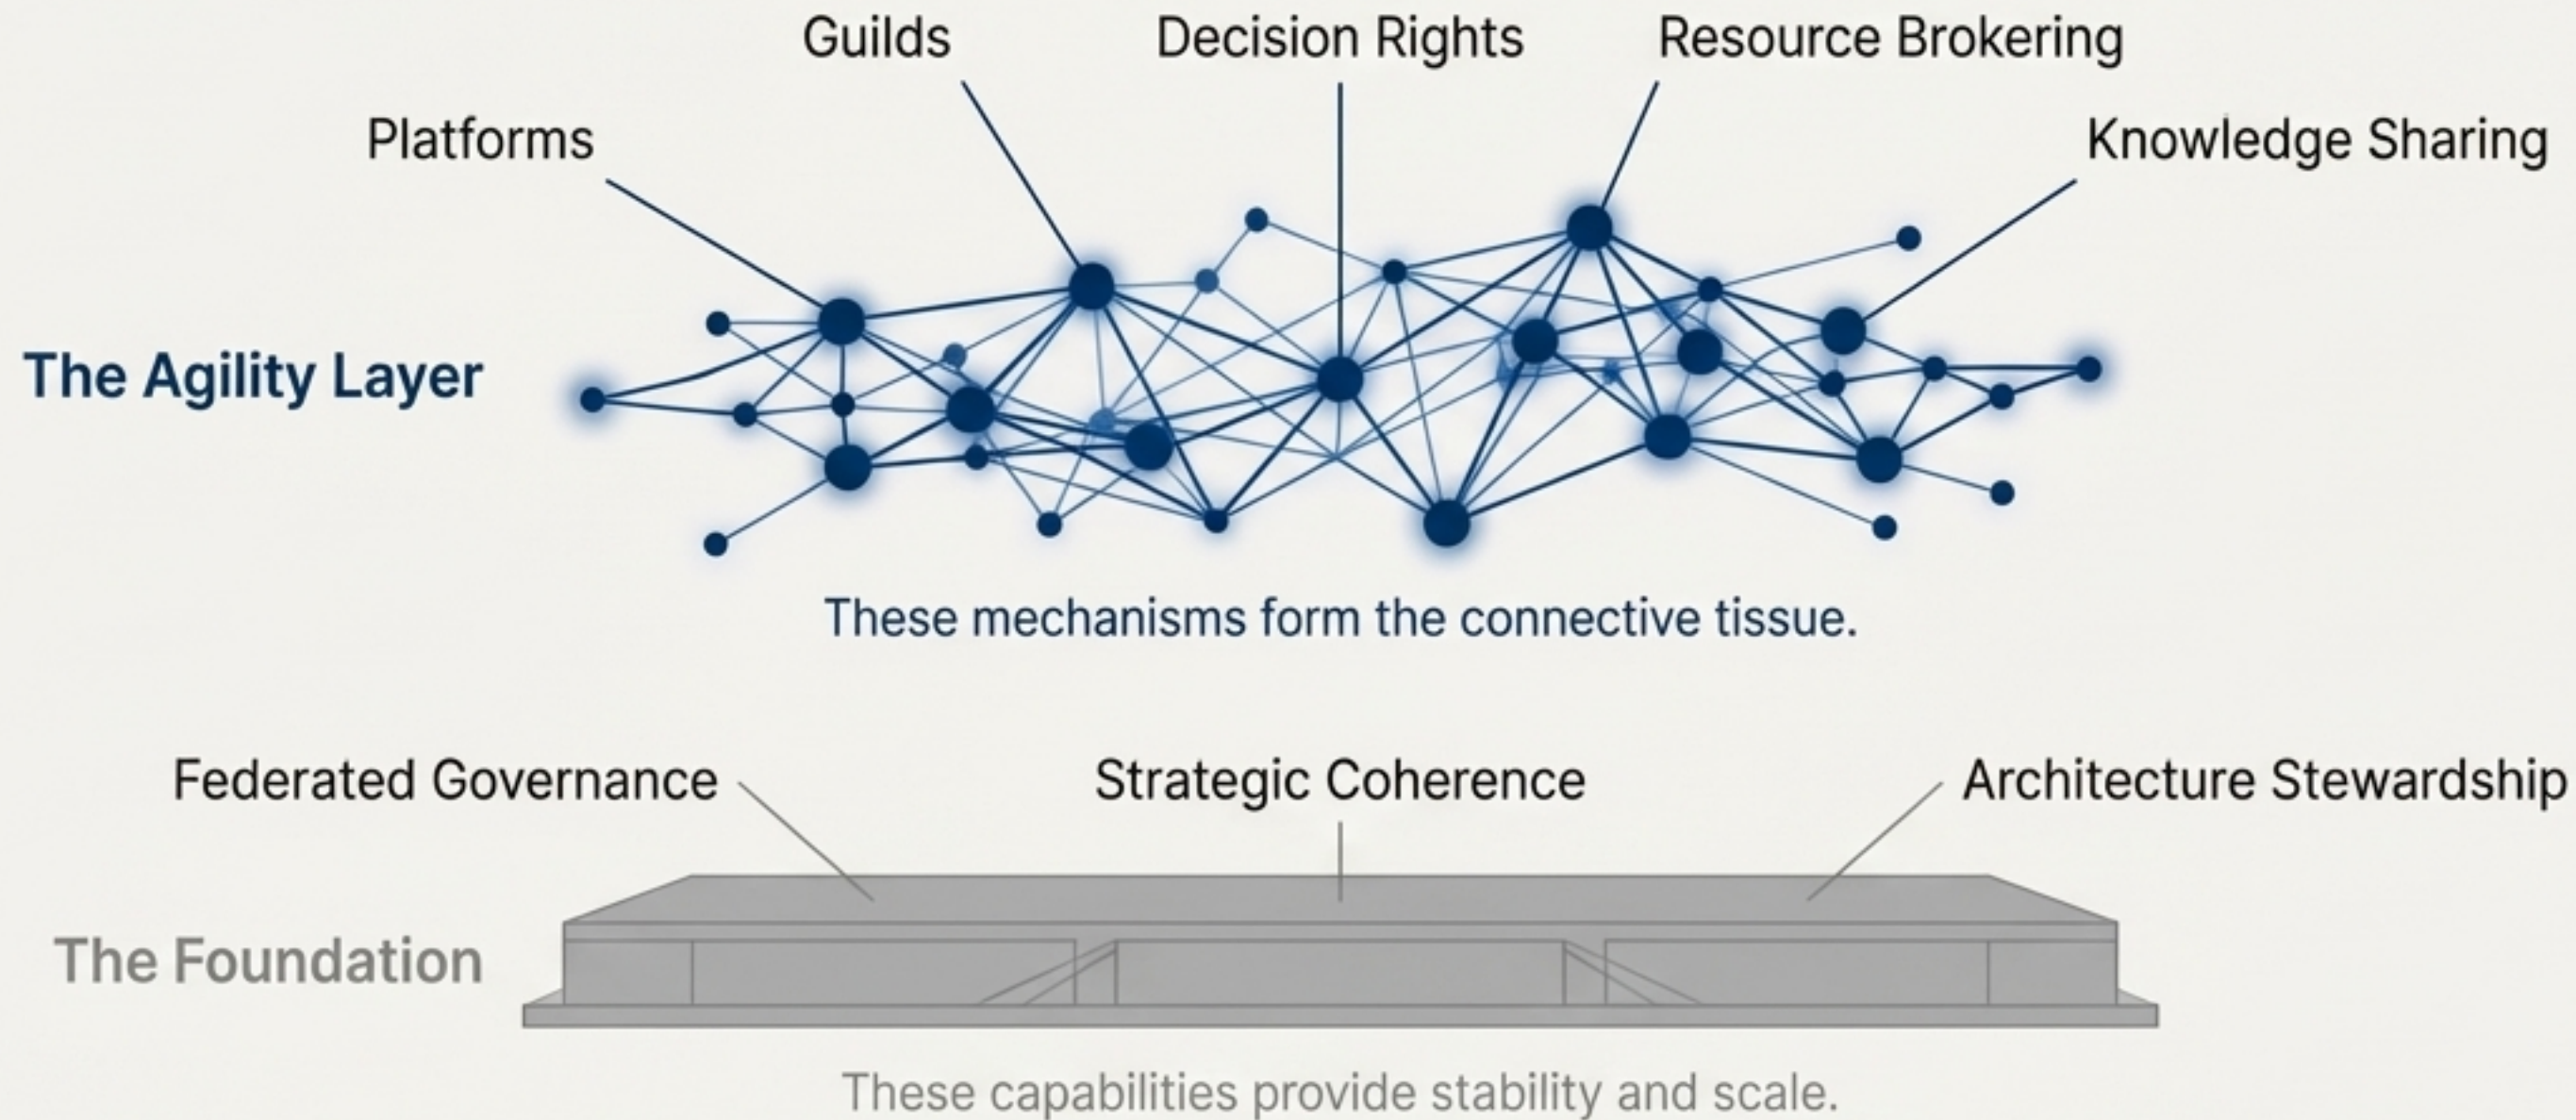 Guilds
Decision Rights
Resource Brokering
Platforms
Knowledge Sharing
The Agility Layer
These mechanisms form the connective tissue.
Federated Governance
Strategic Coherence
Architecture Stewardship
The Foundation
These capabilities provide stability and scale.